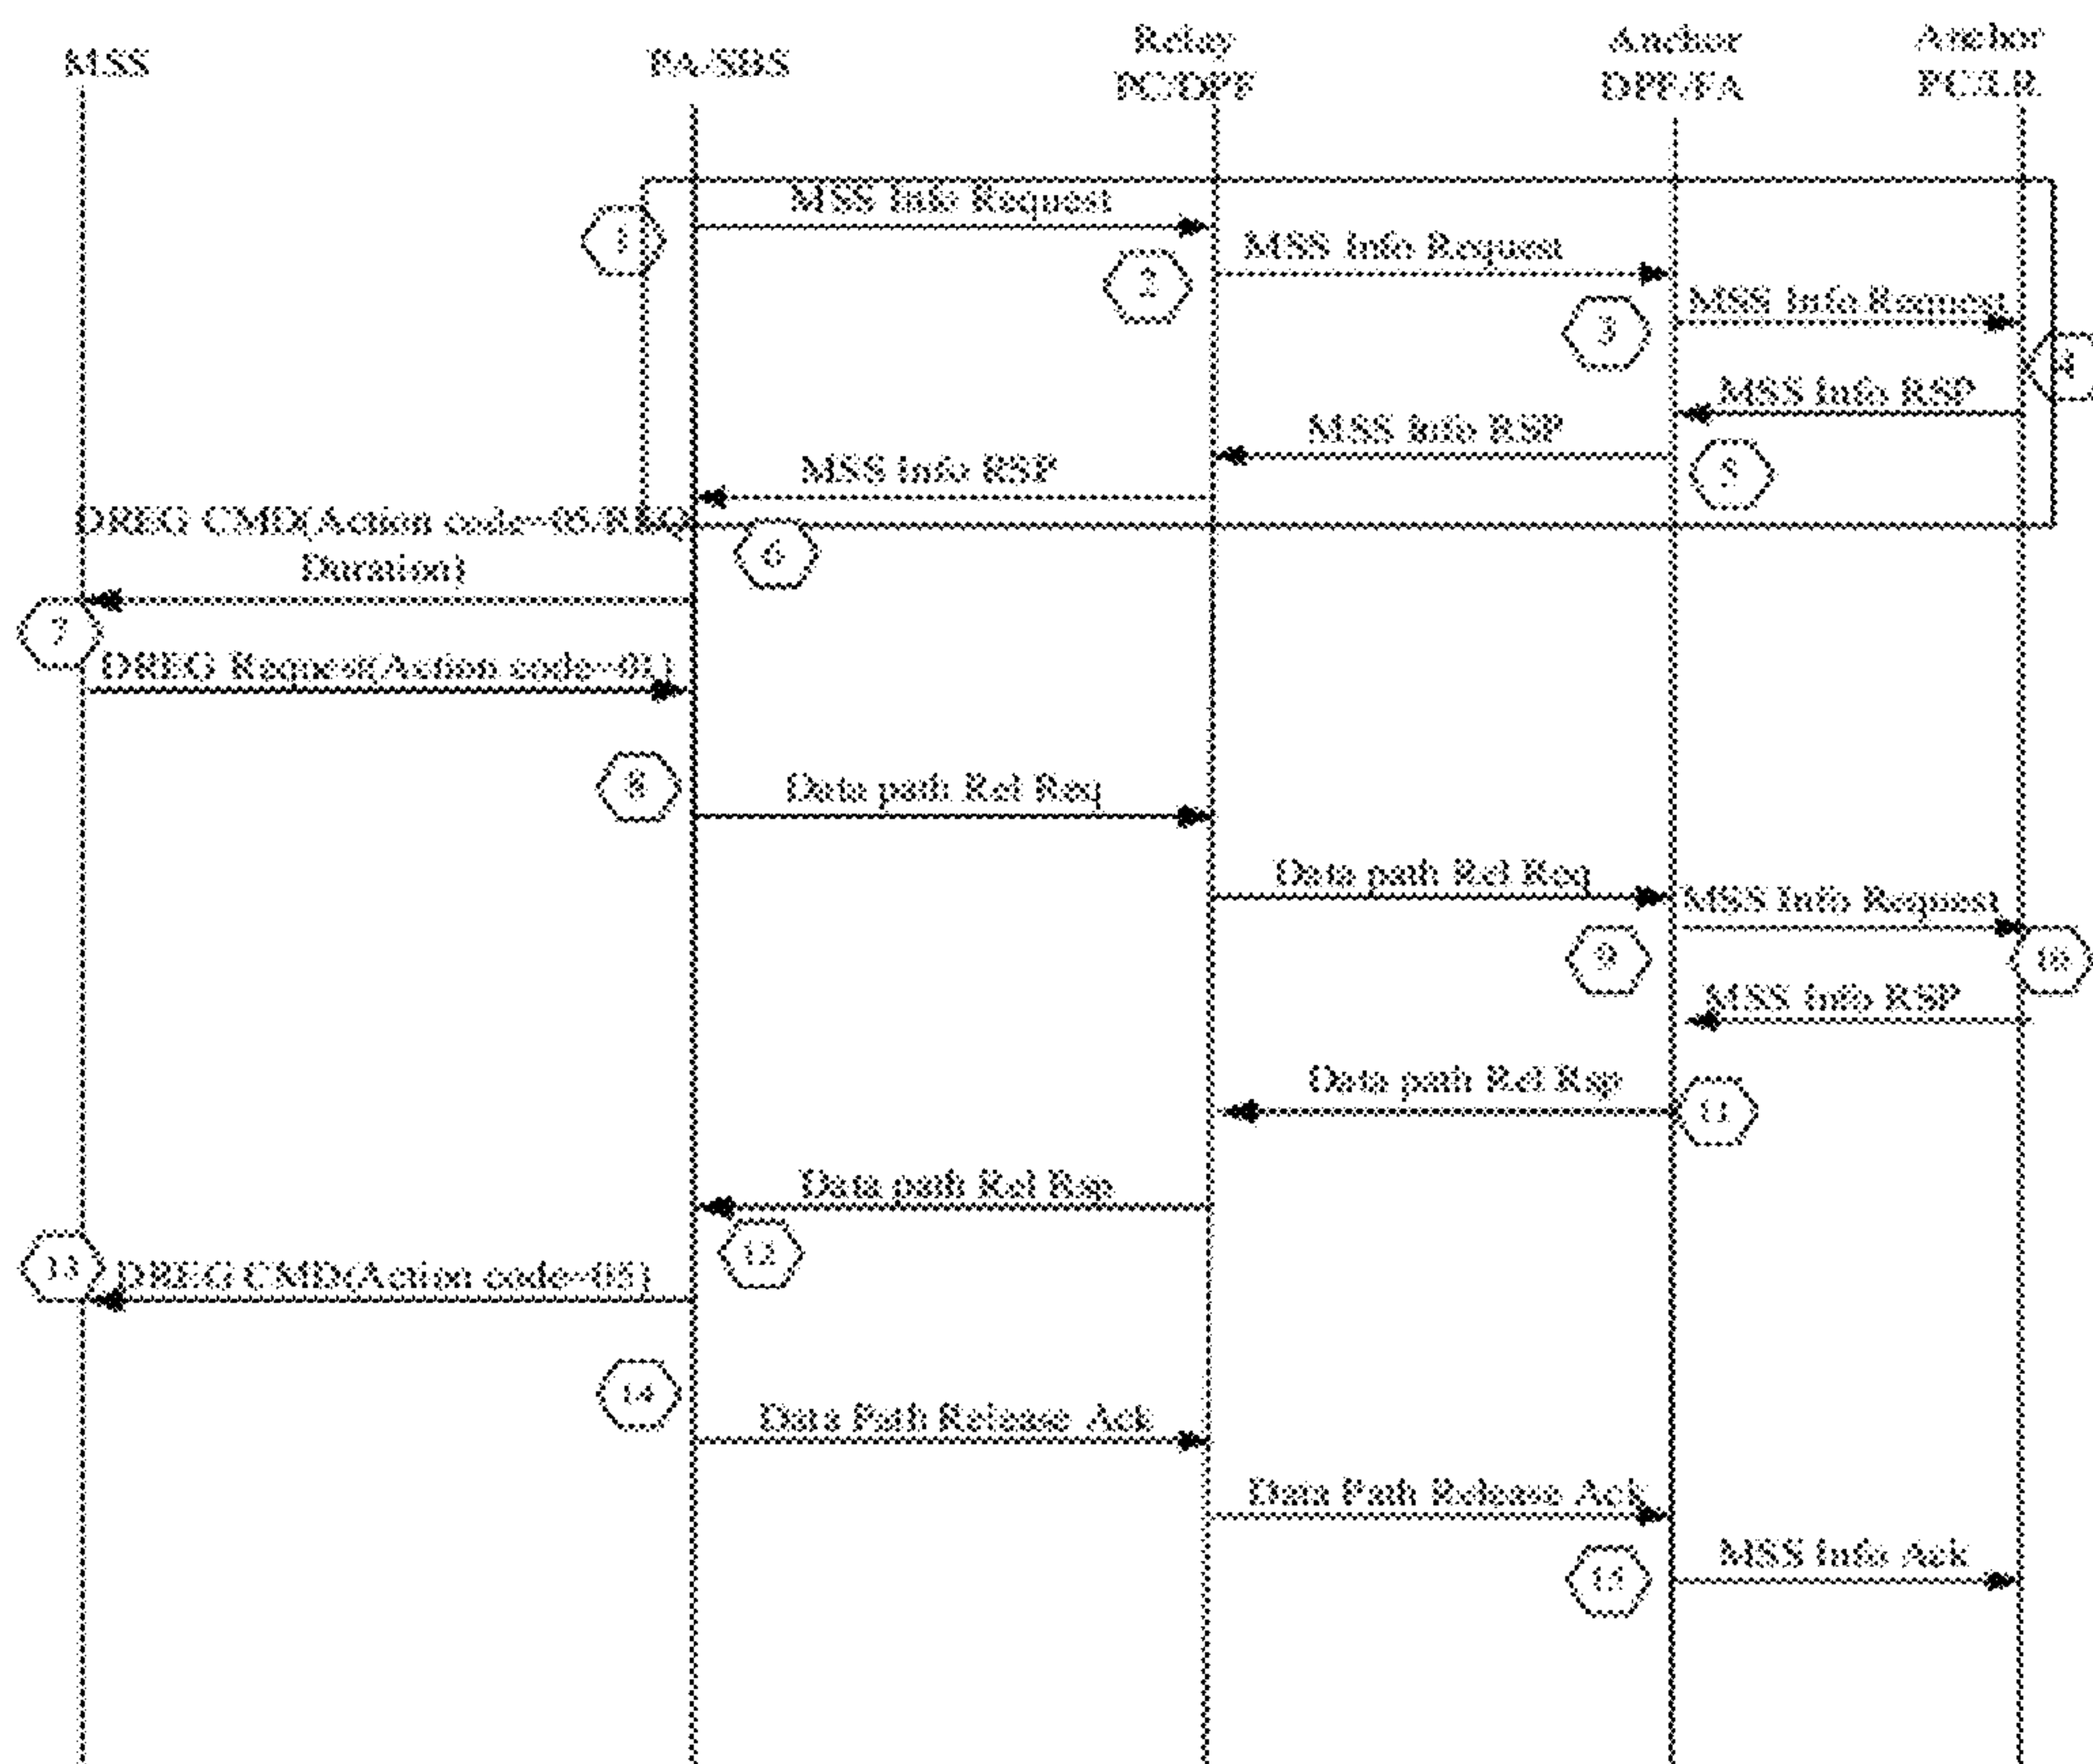 MSS
PA/SBS
Relay
PC/DPF
Anchor
DPF/FA
Anchor
PC/LR
MSS Info Request
1
MSS Info Request
2
MSS Info Request
3
4
MSS Info RSP
MSS Info RSP
5
MSS Info RSP
DREG CMD(Action code=05/REQ
Duration)
6
7
DREG Request(Action code=01)
8
Data path Rel Req
Data path Rel Req
MSS Info Request
9
10
MSS Info RSP
Data path Rel Rsp
11
Data path Rel Rsp
12
13
DREG CMD(Action code=05)
14
Data Path Release Ack
Data Path Release Ack
MSS Info Ack
15